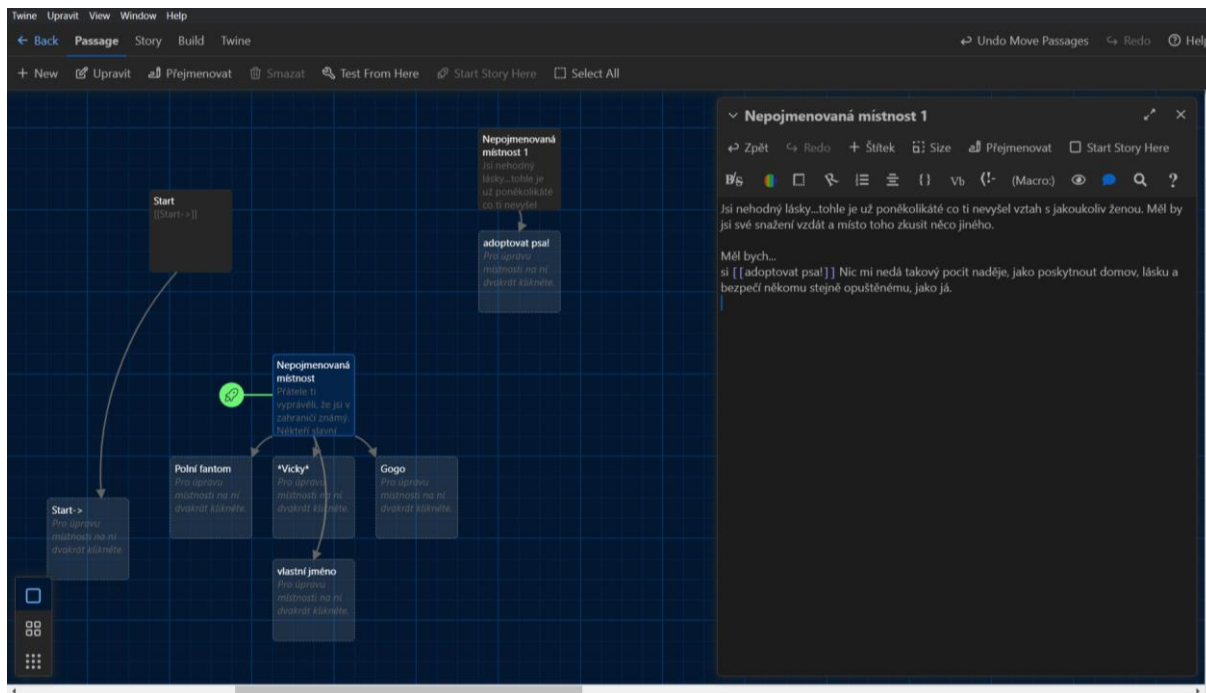 Twine Upravit View Window Help
← Back Passage Story Build Twine
Undo Move Passages Redo Help
+ New Upravit Přejmenovat Smazat Test From Here Start Story Here Select All
Start
[[Start->]]
Start->
Pro úpravu
místnosti na ní
dvakrát klikněte.
Nepojmenovaná
místnost 1
Jsi nehodný
lásky...tohle je
už poněkolikáté
co ti nevyšel
adoptovat psa!
Pro úpravu
místnosti na ní
dvakrát klikněte.
Nepojmenovaná
místnost
Přátele ti
vyprávěli, že jsi v
zahraničí známý.
Někteří slavní
Polní fantom
Pro úpravu
místnosti na ní
dvakrát klikněte.
*Vicky*
Pro úpravu
místnosti na ní
dvakrát klikněte.
Gogo
Pro úpravu
místnosti na ní
dvakrát klikněte.
vlastní jméno
Pro úpravu
místnosti na ní
dvakrát klikněte.
Nepojmenovaná místnost 1
Zpět Redo + Štítek Size Přejmenovat Start Story Here
{} Vb (Macro:) ?
Jsi nehodný lásky...tohle je už poněkolikáté co ti nevyšel vztah s jakoukoliv ženou. Měl by
jsi své snažení vzdát a místo toho zkusit něco jiného.
Měl bych...
si [[adoptovat psa!]] Nic mi nedá takový pocit naděje, jako poskytnout domov, lásku a
bezpečí někomu stejně opuštěnému, jako já.